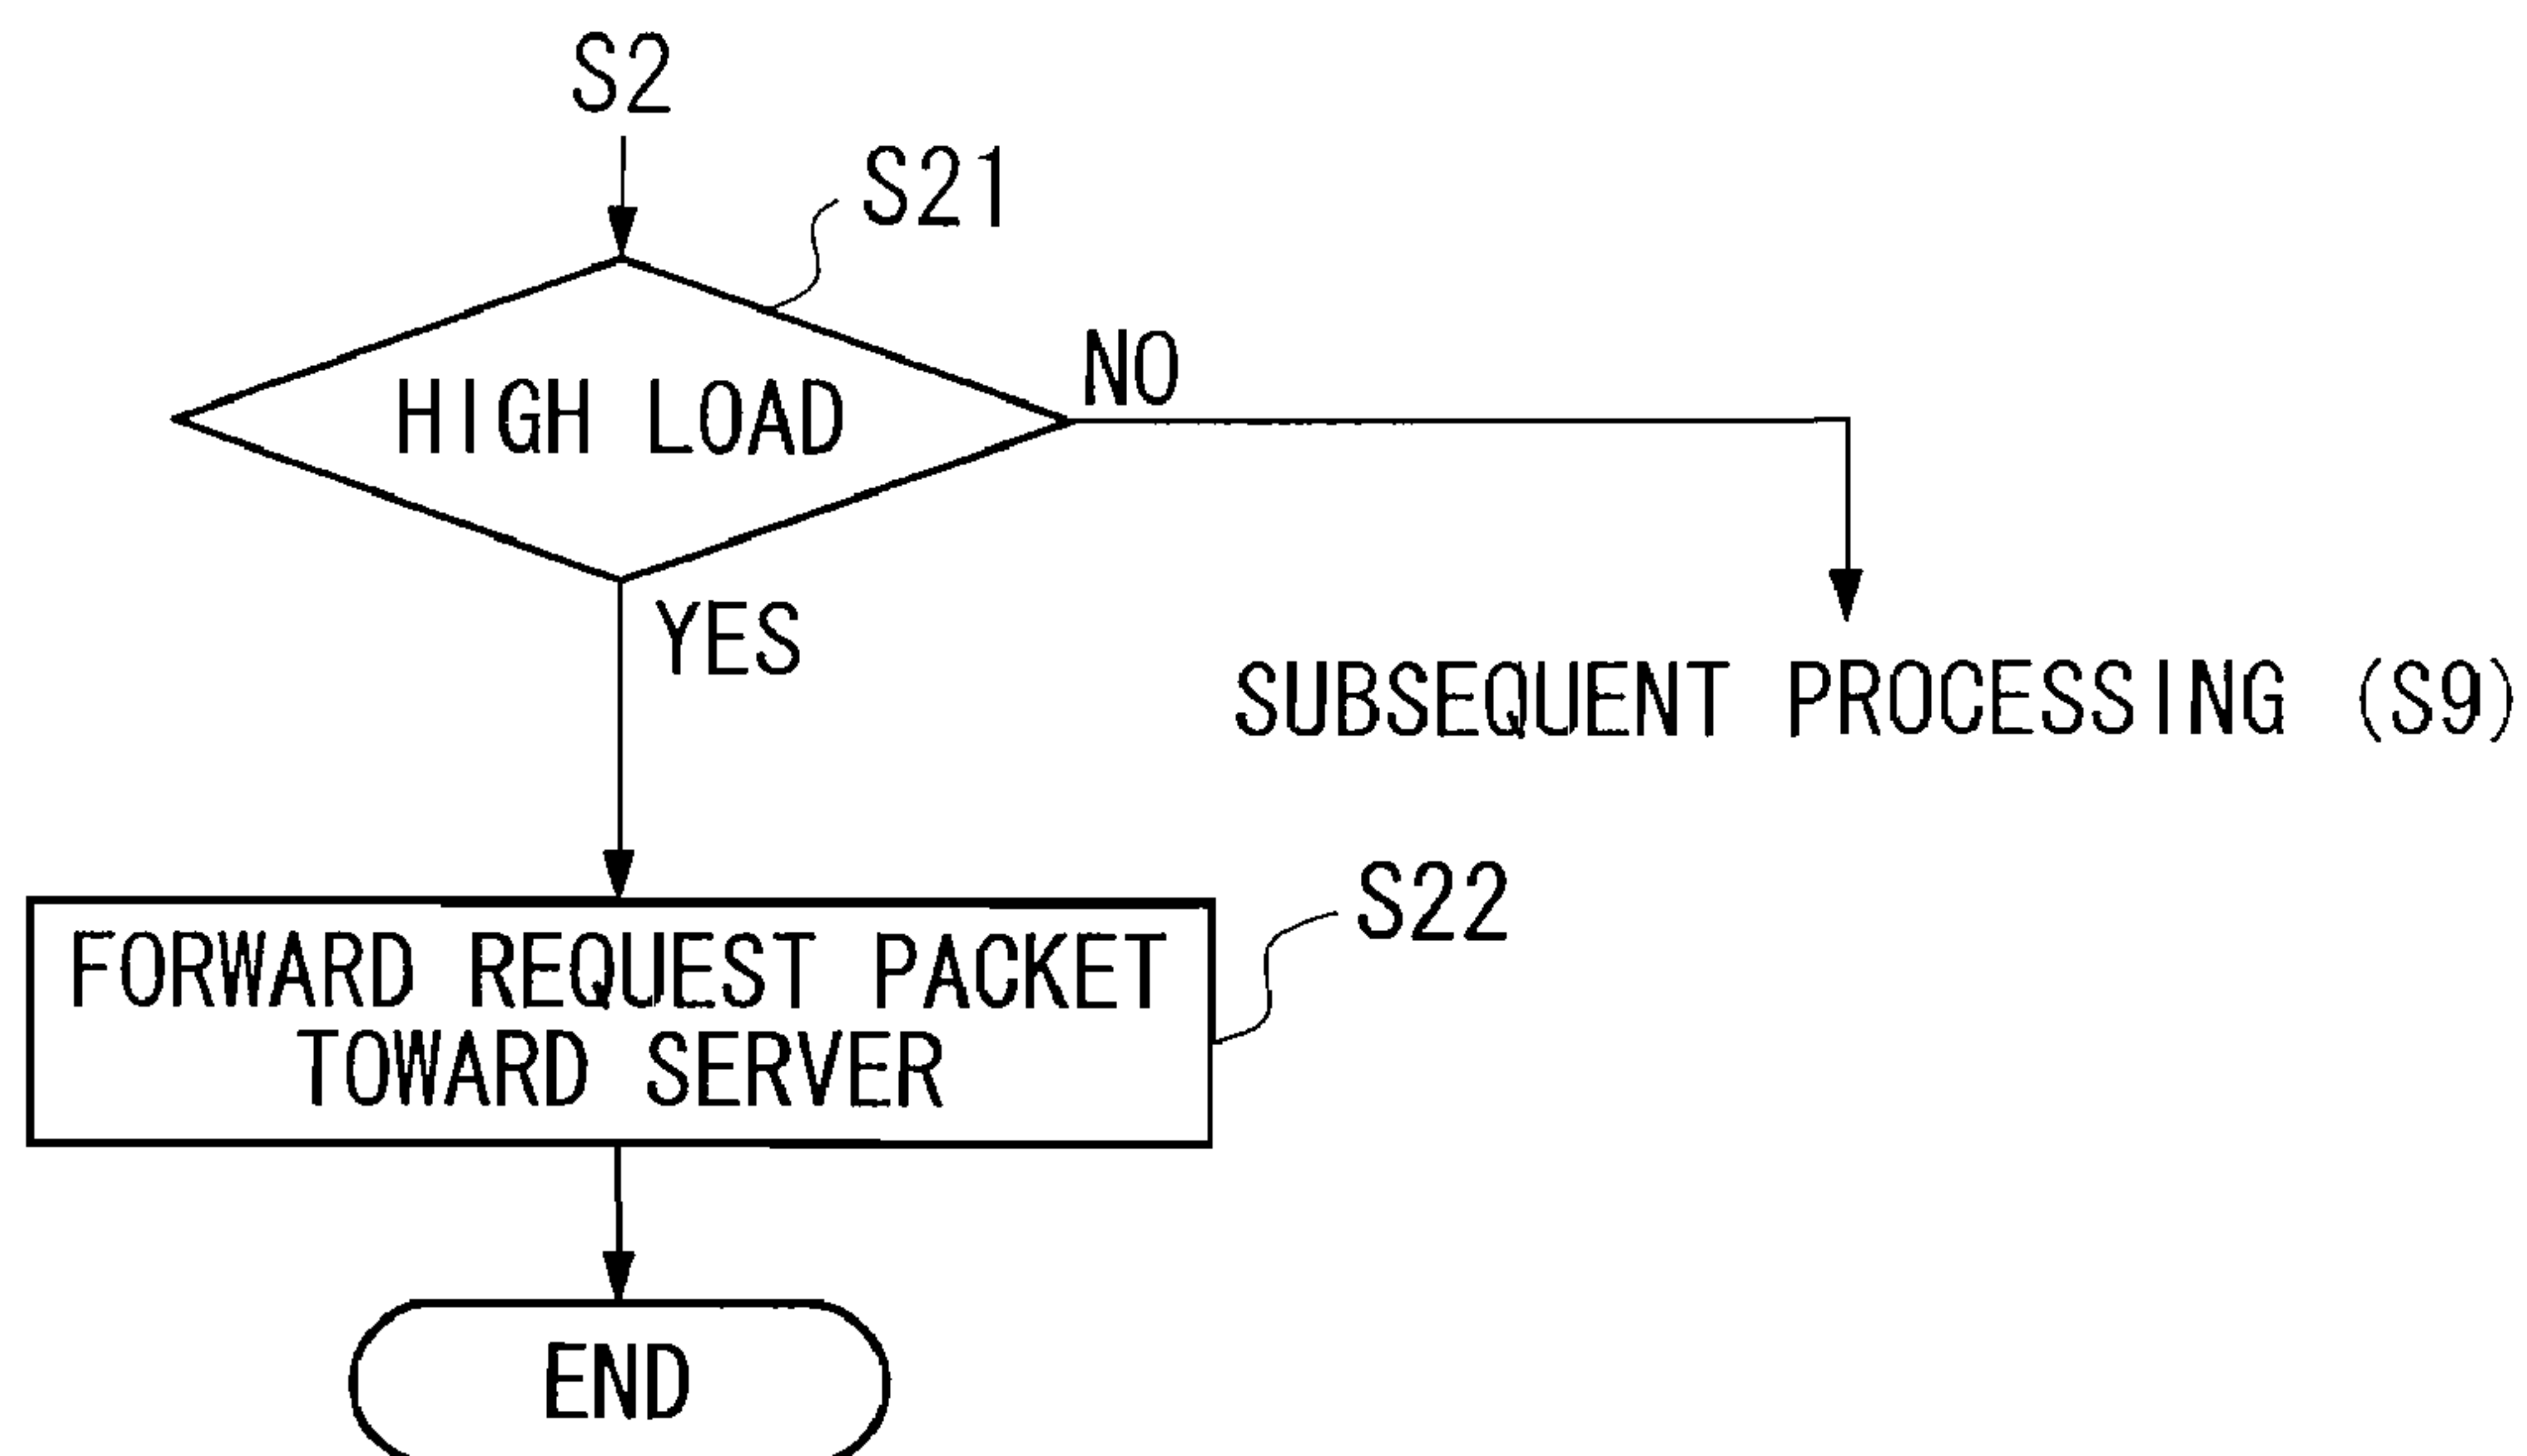 S2
S21
HIGH LOAD
NO
YES
SUBSEQUENT PROCESSING (S9)
S22
FORWARD REQUEST PACKET
TOWARD SERVER
END